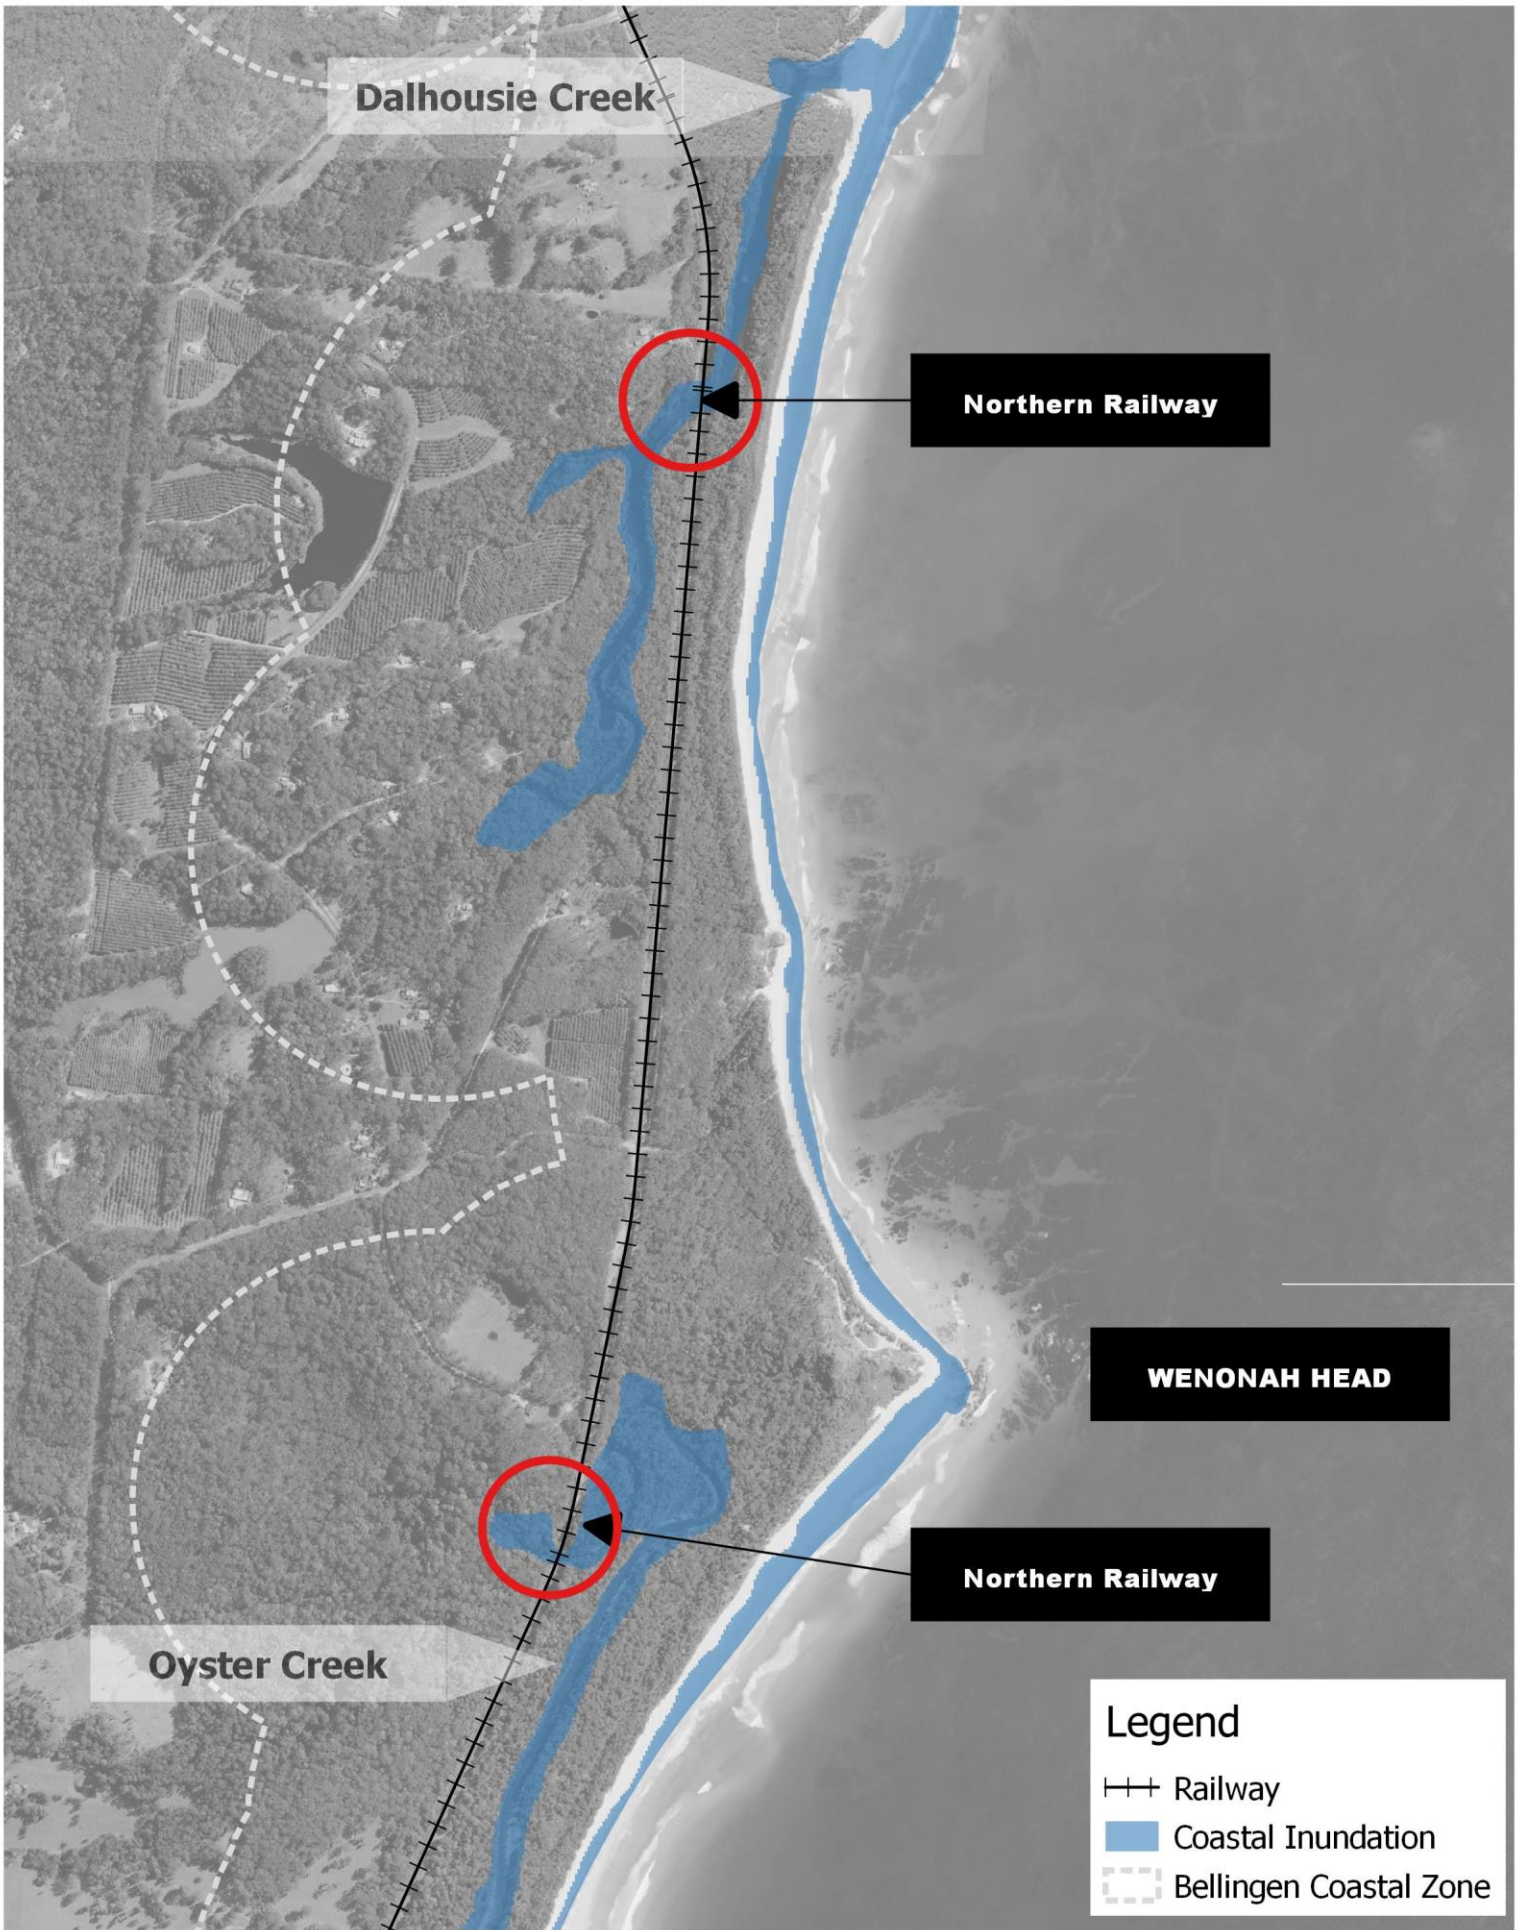 Dalhousie Creek
Northern Railway
WENONAH HEAD
Northern Railway
Oyster Creek
Legend
Railway
Coastal Inundation
Bellingen Coastal Zone